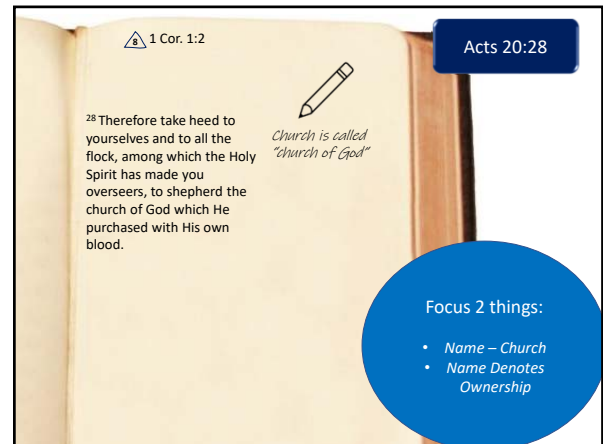 8 1 Cor. 1:2
Acts 20:28
28 Therefore take heed to
yourselves and to all the
flock, among which the Holy
Spirit has made you
overseers, to shepherd the
church of God which He
purchased with His own
blood.
Church is called
"church of God"
Focus 2 things:
• Name – Church
• Name Denotes
Ownership